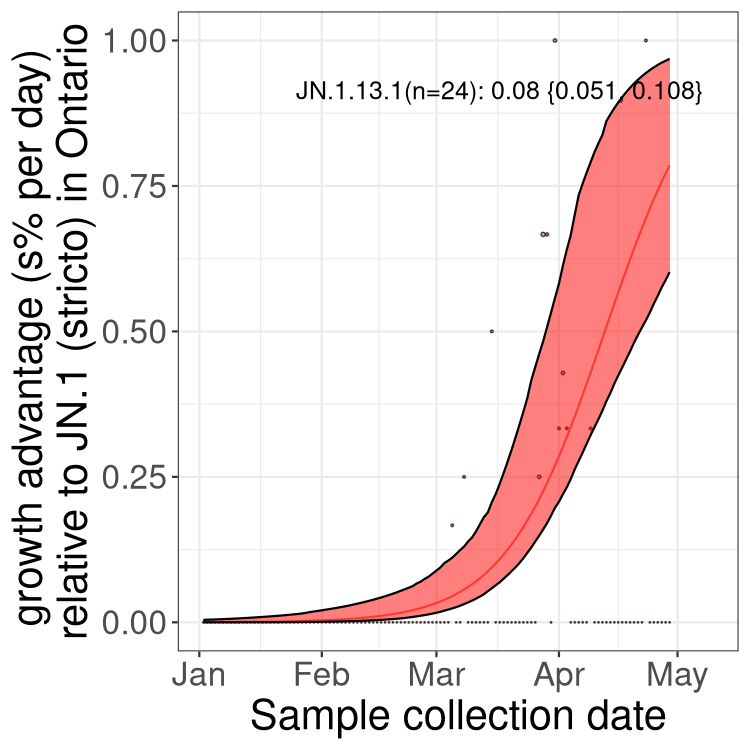 growth advantage (s% per day)
relative to JN.1 (stricto) in Ontario
1.00
0.75
0.50
0.25
0.00
JN.1.13.1(n=24): 0.08 {0.051, 0.108}
Jan Feb Mar Apr May
Sample collection date